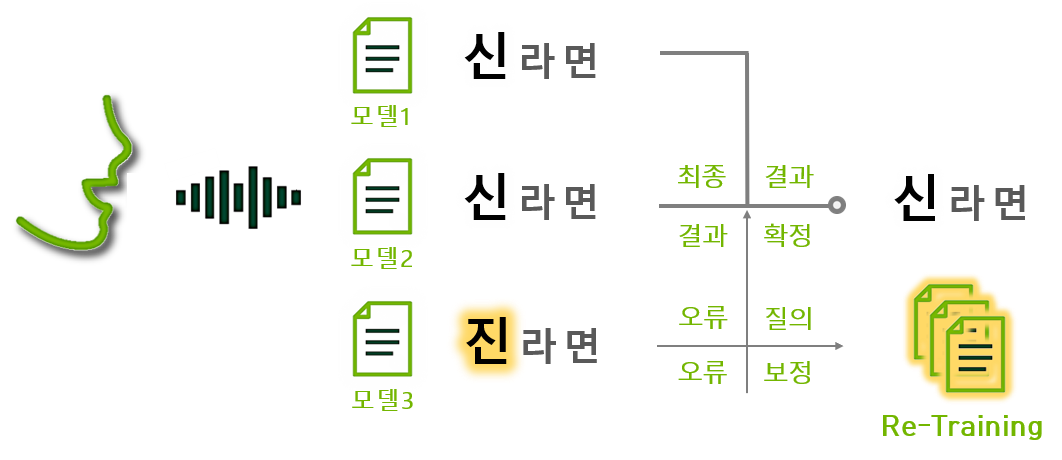 신라면
모델1
신라면
모델2
진라면
모델3
최종 결과
결과 확정
오류 질의
오류 보정
신라면
Re-Training